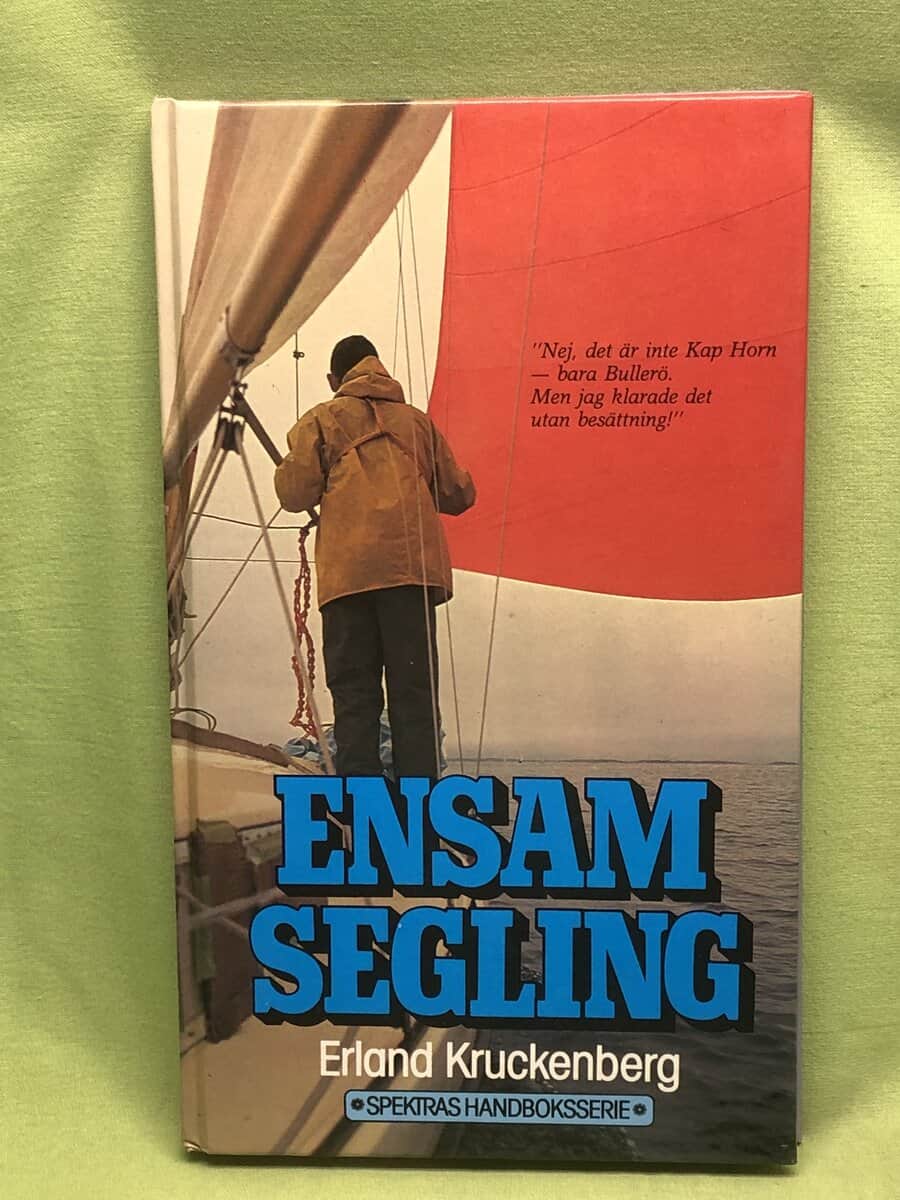 "Nej, det är inte Kap Horn
— bara Bullerö.
Men jag klarade det
utan besättning!"
ENSAM
SEGLING
Erland Kruckenberg
SPEKTRAS HANDBOKSSERIE